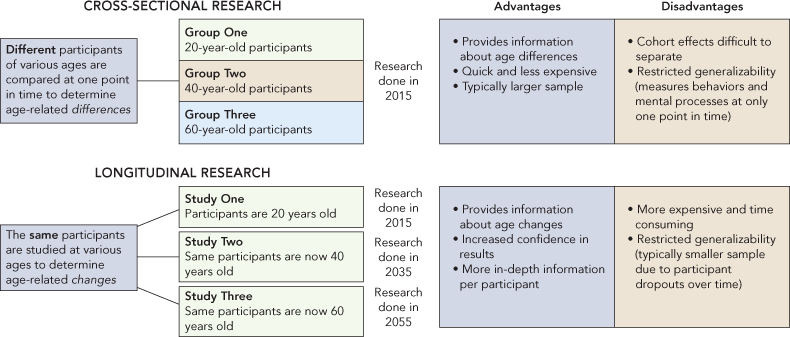 CROSS-SECTIONAL RESEARCH
Different participants
of various ages are
compared at one point
in time to determine
age-related differences
Group One
20-year-old participants
Group Two
40-year-old participants
Group Three
60-year-old participants
Research
done in
2015
Advantages
• Provides information
about age differences
• Quick and less expensive
• Typically larger sample
Disadvantages
• Cohort effects difficult to
separate
• Restricted generalizability
(measures behaviors and
mental processes at only
one point in time)
LONGITUDINAL RESEARCH
The same participants
are studied at various
ages to determine
age-related changes
Study One
Participants are 20 years old
Research
done in
2015
Study Two
Same participants are now 40
years old
Research
done in
2035
Study Three
Same participants are now 60
years old
Research
done in
2055
• Provides information
about age changes
• Increased confidence in
results
• More in-depth information
per participant
• More expensive and time
consuming
• Restricted generalizability
(typically smaller sample
due to participant
dropouts over time)